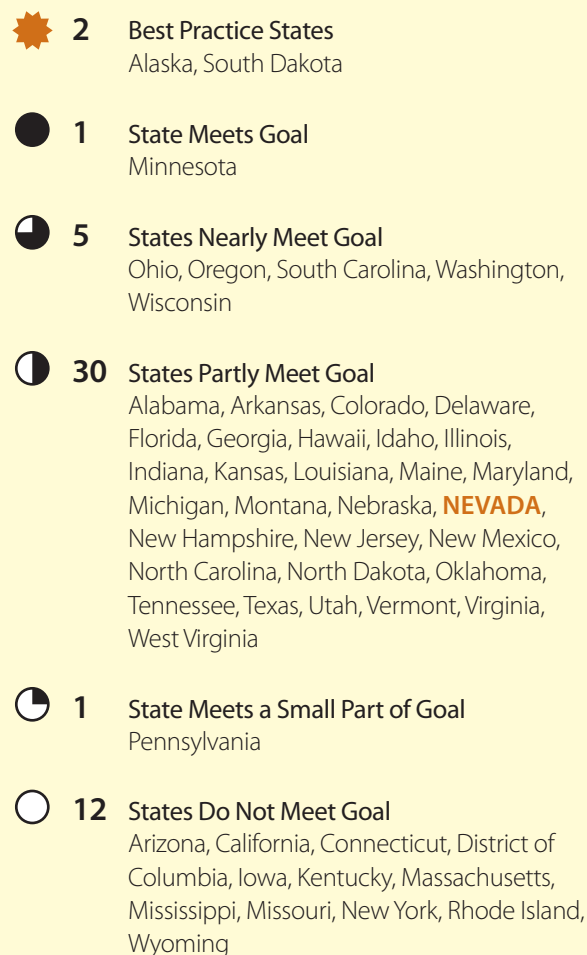 2 Best Practice States
Alaska, South Dakota
1 State Meets Goal
Minnesota
5 States Nearly Meet Goal
Ohio, Oregon, South Carolina, Washington,
Wisconsin
30 States Partly Meet Goal
Alabama, Arkansas, Colorado, Delaware,
Florida, Georgia, Hawaii, Idaho, Illinois,
Indiana, Kansas, Louisiana, Maine, Maryland,
Michigan, Montana, Nebraska, NEVADA,
New Hampshire, New Jersey, New Mexico,
North Carolina, North Dakota, Oklahoma,
Tennessee, Texas, Utah, Vermont, Virginia,
West Virginia
1 State Meets a Small Part of Goal
Pennsylvania
12 States Do Not Meet Goal
Arizona, California, Connecticut, District of
Columbia, Iowa, Kentucky, Massachusetts,
Mississippi, Missouri, New York, Rhode Island,
Wyoming